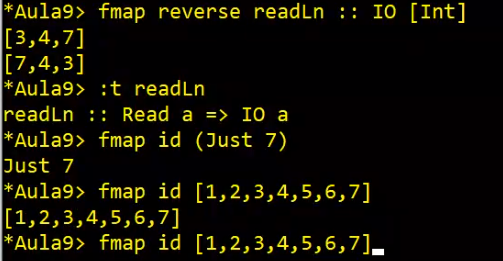 *Aula9> fmap reverse readLn :: IO [Int]
[3,4,7]
[7,4,3]
*Aula9> :t readLn
readLn :: Read a => IO a
*Aula9> fmap id (Just 7)
Just 7
*Aula9> fmap id [1,2,3,4,5,6,7]
[1,2,3,4,5,6,7]
*Aula9> fmap id [1,2,3,4,5,6,7]